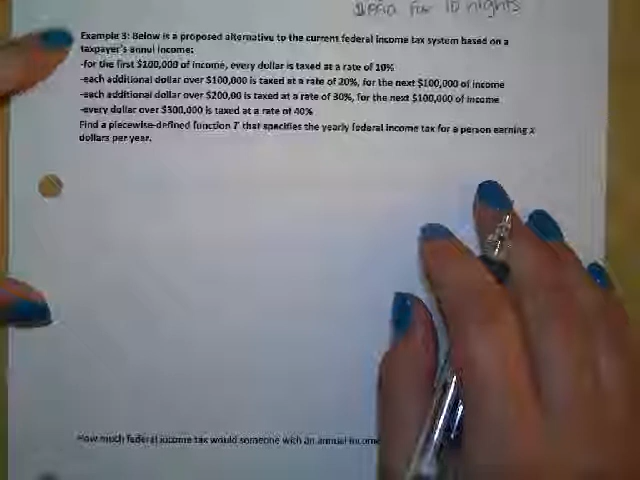 for 10 nights
Example 3: Below is a proposed alternative to the current federal income tax system based on a
taxpayer's annul income:
-for the first $100,000 of income, every dollar is taxed at a rate of 10%
-each additional dollar over $100,000 is taxed at a rate of 20%, for the next $100,000 of income
-each additional dollar over $200,00 is taxed at a rate of 30%, for the next $100,000 of income
-every dollar over $300,000 is taxed at a rate of 40%
Find a piecewise-defined function T that specifies the yearly federal income tax for a person earning x
dollars per year.
How much federal income tax would someone with an annual income